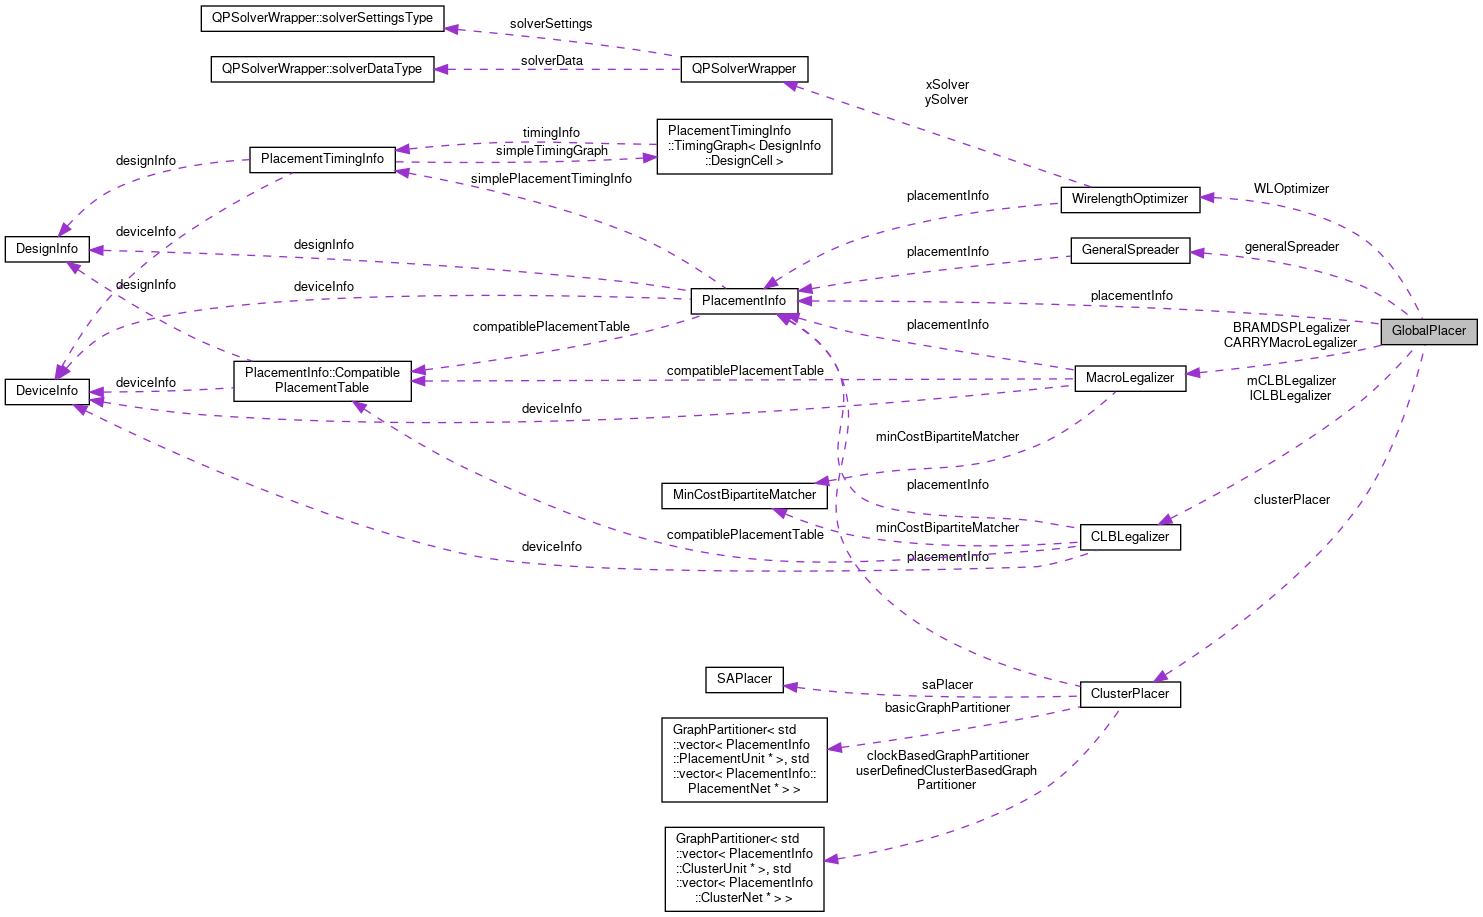 QPSolverWrapper::solverSettingsType
solverSettings
QPSolverWrapper::solverDataType
solverData
QPSolverWrapper
xSolver
ySolver
PlacementTimingInfo
::TimingGraph< DesignInfo
::DesignCell >
timingInfo
simpleTimingGraph
PlacementTimingInfo
designInfo
simplePlacementTimingInfo
WLOptimizer
WirelengthOptimizer
placementInfo
deviceInfo
DesignInfo
designInfo
GeneralSpreader
generalSpreader
placementInfo
designInfo
deviceInfo
PlacementInfo
placementInfo
GlobalPlacer
compatiblePlacementTable
placementInfo
BRAMDSPLegalizer
CARRYMacroLegalizer
PlacementInfo::Compatible
PlacementTable
compatiblePlacementTable
MacroLegalizer
mCLBLegalizer
lCLBLegalizer
DeviceInfo
deviceInfo
deviceInfo
minCostBipartiteMatcher
MinCostBipartiteMatcher
placementInfo
clusterPlacer
minCostBipartiteMatcher
compatiblePlacementTable
CLBLegalizer
deviceInfo
placementInfo
SAPlacer
saPlacer
ClusterPlacer
basicGraphPartitioner
GraphPartitioner< std
::vector< PlacementInfo
::PlacementUnit * >, std
::vector< PlacementInfo::
PlacementNet * > >
clockBasedGraphPartitioner
userDefinedClusterBasedGraph
Partitioner
GraphPartitioner< std
::vector< PlacementInfo
::ClusterUnit * >, std
::vector< PlacementInfo
::ClusterNet * > >